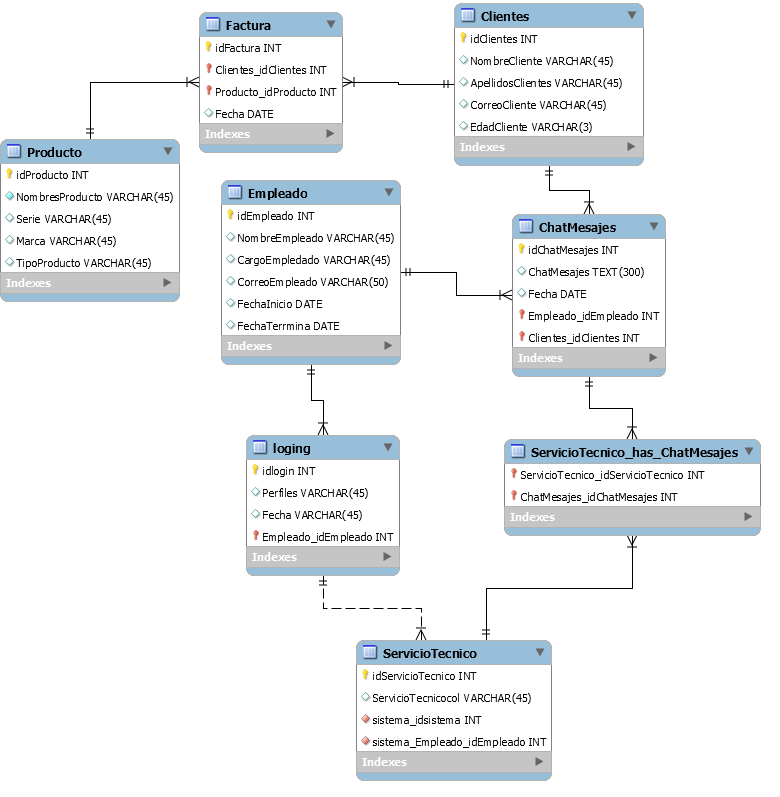 Factura
idFactura INT
Clientes_idClientes INT
Producto_idProducto INT
Fecha DATE
Indexes
Clientes
idClientes INT
NombreCliente VARCHAR(45)
ApellidosClientes VARCHAR(45)
CorreoCliente VARCHAR(45)
EdadCliente VARCHAR(3)
Indexes
Producto
idProducto INT
NombresProducto VARCHAR(45)
Serie VARCHAR(45)
Marca VARCHAR(45)
TipoProducto VARCHAR(45)
Indexes
Empleado
idEmpleado INT
NombreEmpleado VARCHAR(45)
CargoEmpledado VARCHAR(45)
CorreoEmpleado VARCHAR(50)
FechaInicio DATE
FechaTerrmina DATE
Indexes
ChatMesajes
idChatMesajes INT
ChatMesajes TEXT(300)
Fecha DATE
Empleado_idEmpleado INT
Clientes_idClientes INT
Indexes
loging
idlogin INT
Perfiles VARCHAR(45)
Fecha VARCHAR(45)
Empleado_idEmpleado INT
Indexes
ServicioTecnico_has_ChatMesajes
ServicioTecnico_idServicioTecnico INT
ChatMesajes_idChatMesajes INT
Indexes
ServicioTecnico
idServicioTecnico INT
ServicioTecnicocol VARCHAR(45)
sistema_idsistema INT
sistema_Empleado_idEmpleado INT
Indexes